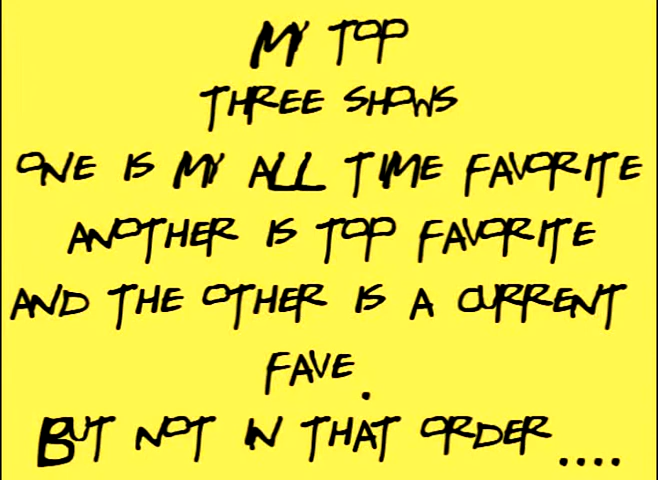 MY TOP
THREE SHOWS
ONE IS MY ALL TIME FAVORITE
ANOTHER IS TOP FAVORITE
AND THE OTHER IS A CURRENT
FAVE.
BUT NOT IN THAT ORDER....